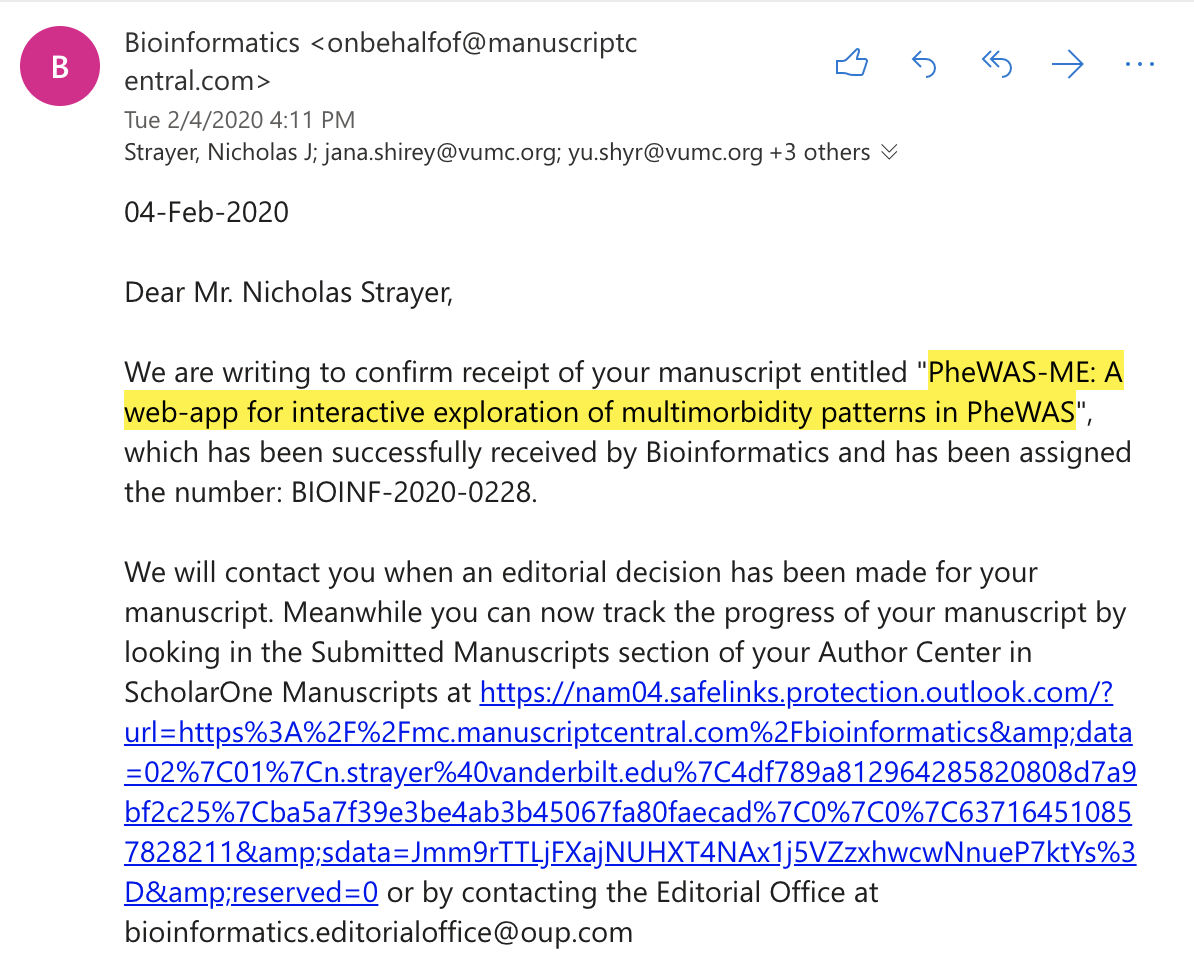 B
Bioinformatics <onbehalfof@manuscriptc
entral.com>
Tue 2/4/2020 4:11 PM
Strayer, Nicholas J; jana.shirey@vumc.org; yu.shyr@vumc.org +3 others
04-Feb-2020
Dear Mr. Nicholas Strayer,
We are writing to confirm receipt of your manuscript entitled "PheWAS-ME: A
web-app for interactive exploration of multimorbidity patterns in PheWAS",
which has been successfully received by Bioinformatics and has been assigned
the number: BIOINF-2020-0228.
We will contact you when an editorial decision has been made for your
manuscript. Meanwhile you can now track the progress of your manuscript by
looking in the Submitted Manuscripts section of your Author Center in
ScholarOne Manuscripts at https://nam04.safelinks.protection.outlook.com/?
url=https%3A%2F%2Fmc.manuscriptcentral.com%2Fbioinformatics&amp;data
=02%7C01%7Cn.strayer%40vanderbilt.edu%7C4df789a812964285820808d7a9
bf2c25%7Cba5a7f39e3be4ab3b45067fa80faecad%7C0%7C0%7C63716451085
7828211&amp;sdata=Jmm9rTTLjFXajNUHXT4NAx1j5VZzxhwcwNnueP7ktYs%3
D&amp;reserved=0 or by contacting the Editorial Office at
bioinformatics.editorialoffice@oup.com